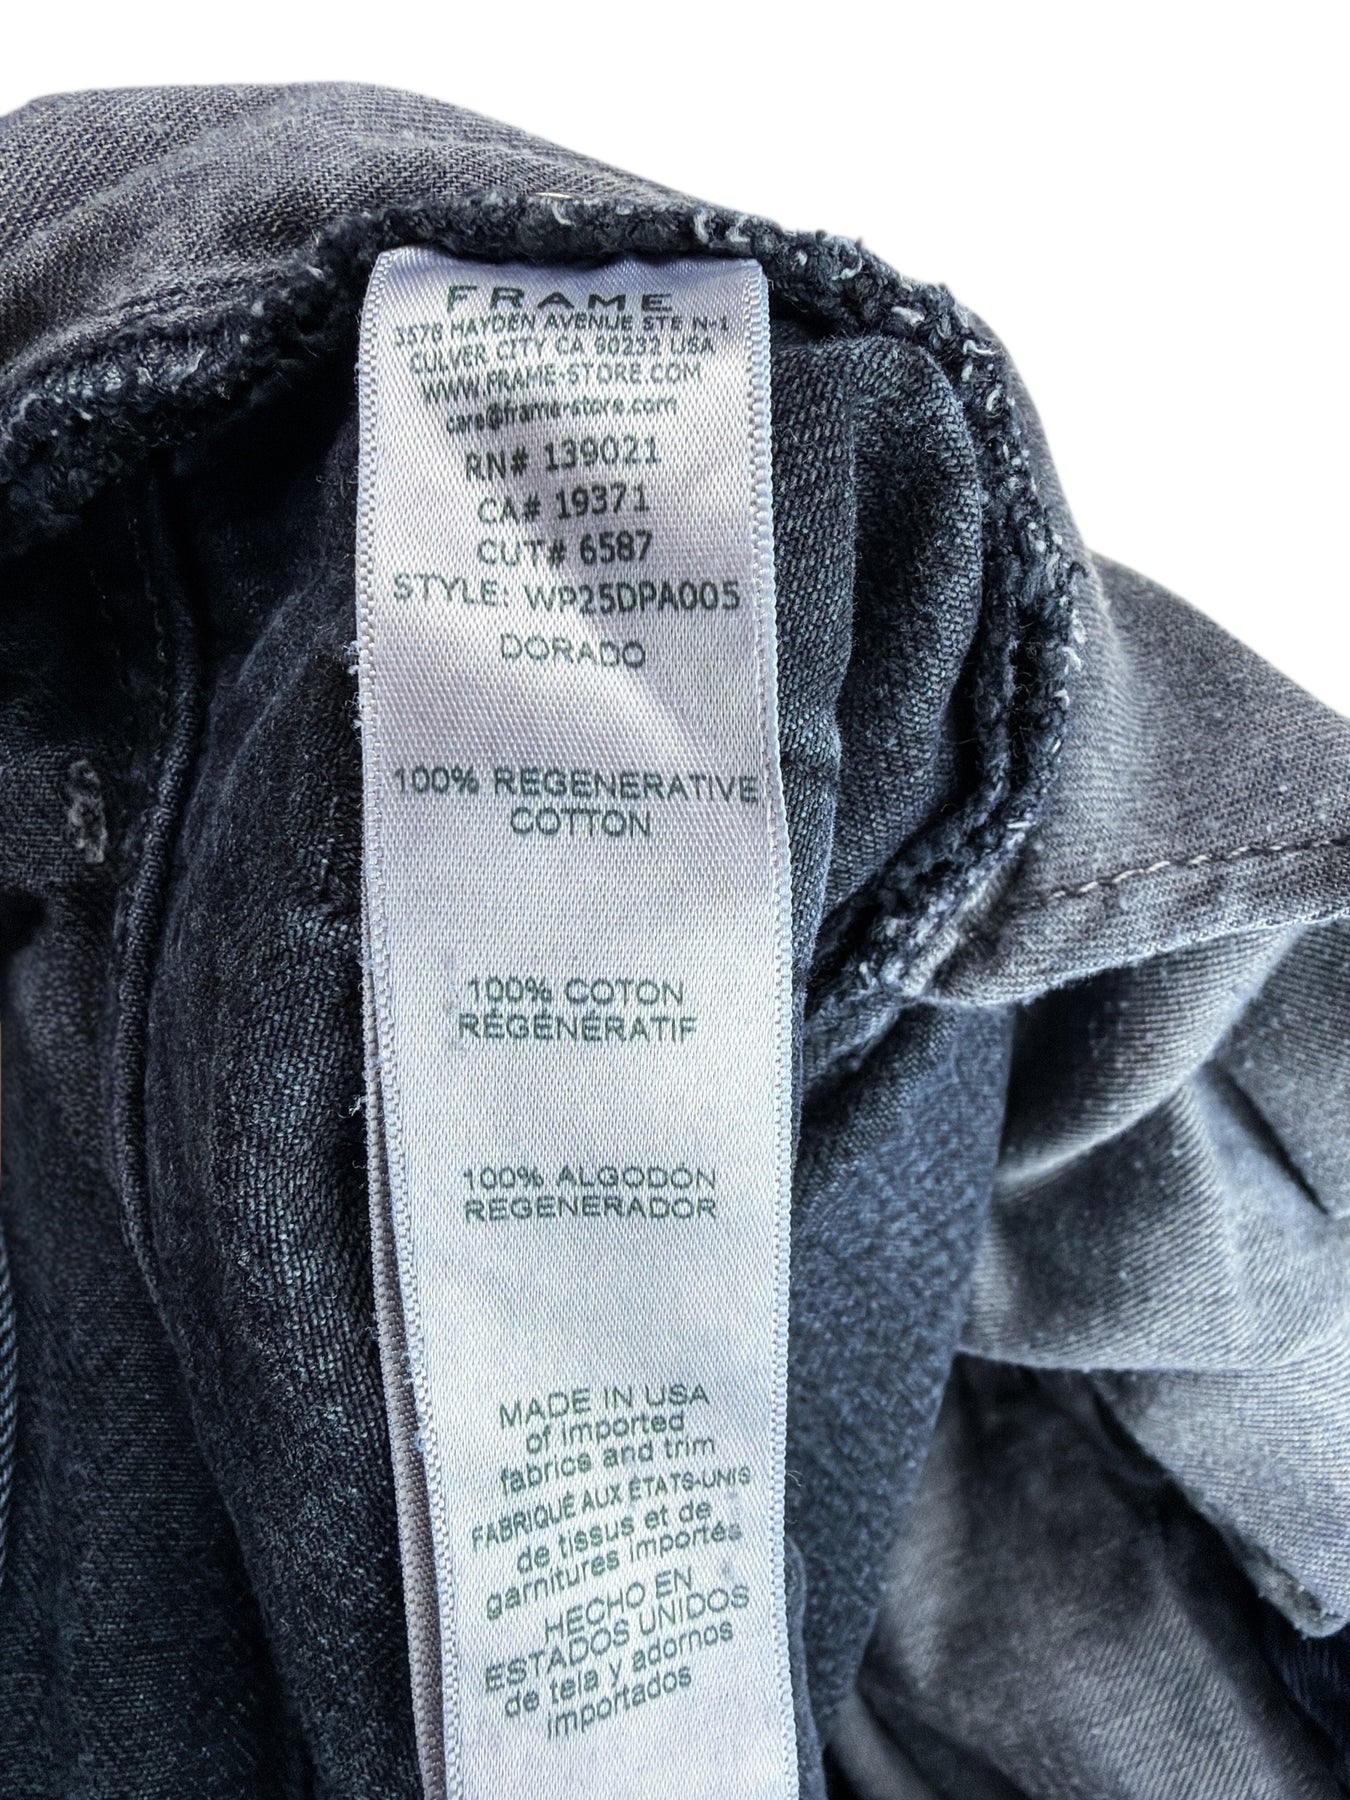 FRAME
3578 HAYDEN AVENUE STE N-1
CULVER CITY CA 90232 USA
WWW.FRAME-STORE.COM
care@frame-store.com
RN# 139021
CA# 19371
CUT# 6587
STYLE: WP25DPA005
DORADO
100% REGENERATIVE
COTTON
100% COTON
RÉGÉNÉRATIF
100% ALGODÓN
REGENERADOR
MADE IN USA
of imported
fabrics and trim
FABRIQUÉ AUX ÉTATS-UNIS
de tissus et de
garnitures importés
HECHO EN
ESTADOS UNIDOS
de tela y adornos
importados